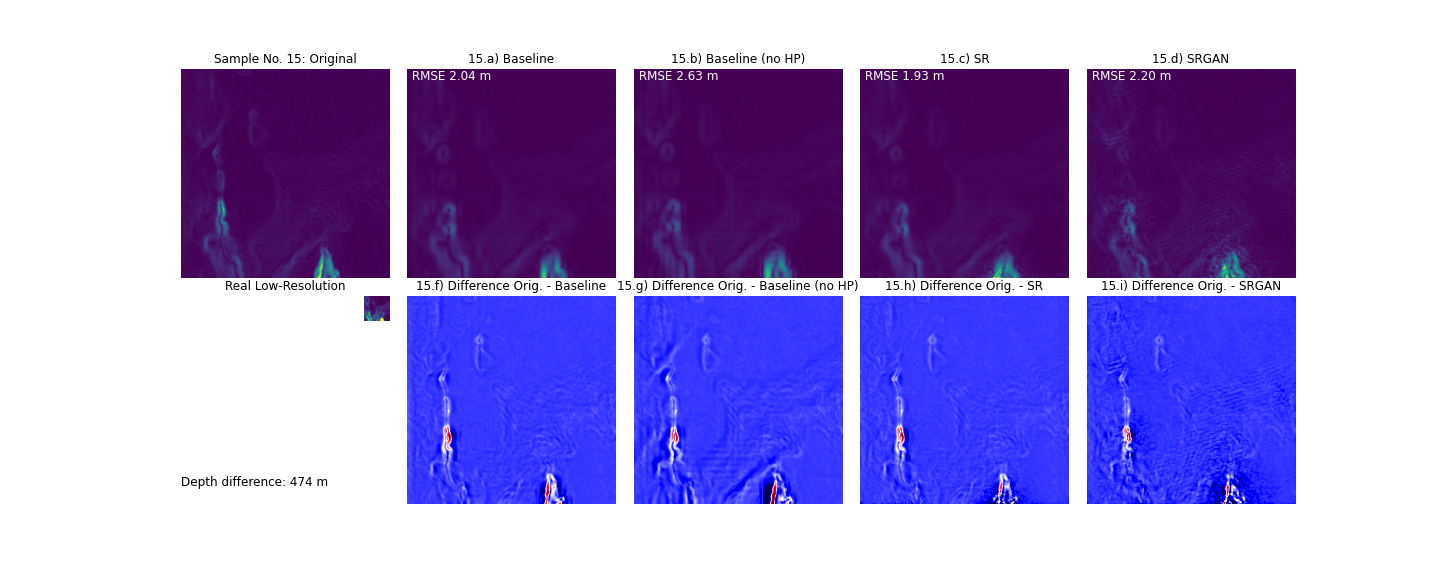 Sample No. 15: Original
15.a) Baseline
15.b) Baseline (no HP)
15.c) SR
15.d) SRGAN
RMSE 2.04 m
RMSE 2.63 m
RMSE 1.93 m
RMSE 2.20 m
Real Low-Resolution
15.f) Difference Orig. - Baseline
15.g) Difference Orig. - Baseline (no HP)
15.h) Difference Orig. - SR
15.i) Difference Orig. - SRGAN
Depth difference: 474 m